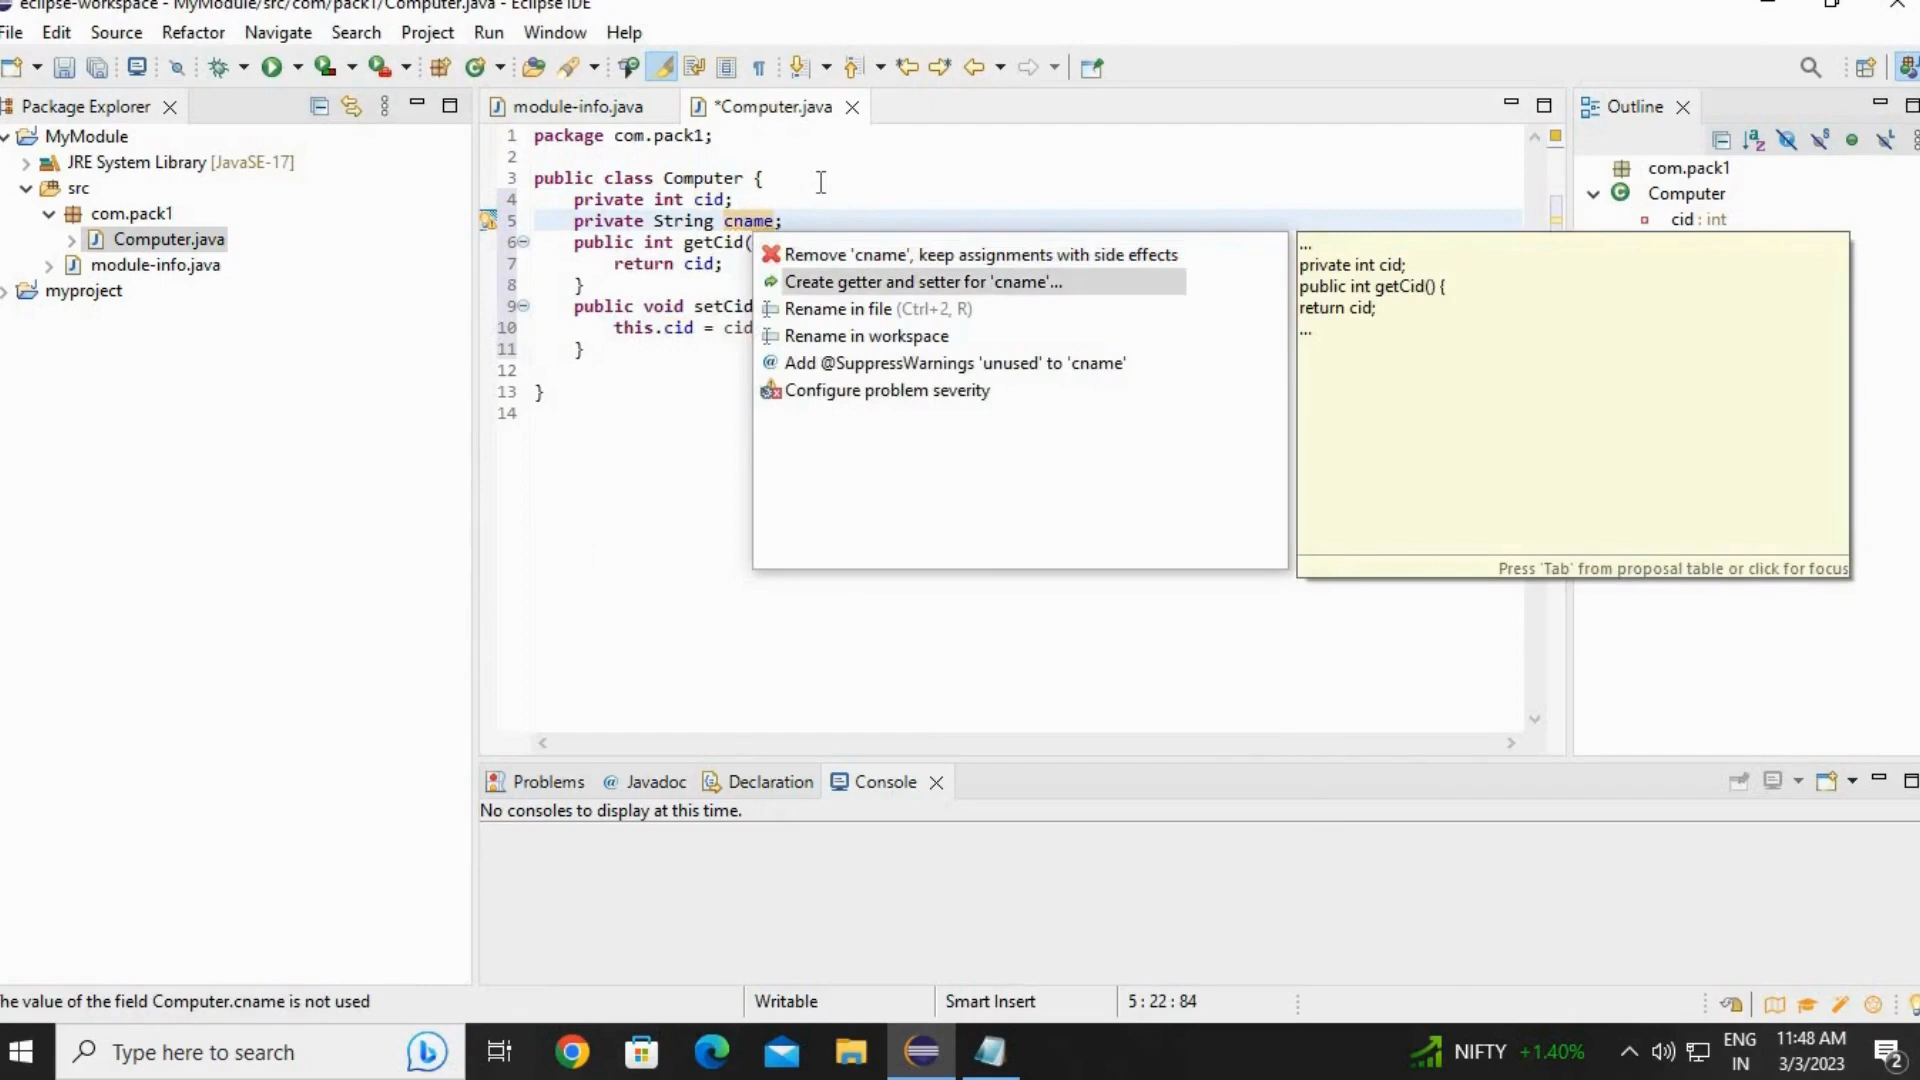 eclipse-workspace - MyModule/src/com/pack1/Computer.java - Eclipse IDE
File Edit Source Refactor Navigate Search Project Run Window Help
Package Explorer
MyModule
JRE System Library [JavaSE-17]
src
com.pack1
Computer.java
module-info.java
myproject
module-info.java *Computer.java
1 package com.pack1;
2
3 public class Computer {
4 private int cid;
5 private String cname;
6 public int getCid(
7 return cid;
8 }
9 public void setCid
10 this.cid = cid
11 }
12
13 }
14
Remove 'cname', keep assignments with side effects
Create getter and setter for 'cname'...
Rename in file (Ctrl+2, R)
Rename in workspace
Add @SuppressWarnings 'unused' to 'cname'
Configure problem severity
...
private int cid;
public int getCid() {
return cid;
...
Press 'Tab' from proposal table or click for focus
Outline
com.pack1
Computer
cid : int
Problems @ Javadoc Declaration Console
No consoles to display at this time.
he value of the field Computer.cname is not used
Writable
Smart Insert
5 : 22 : 84
Type here to search
NIFTY +1.40%
ENG
IN
11:48 AM
3/3/2023
2